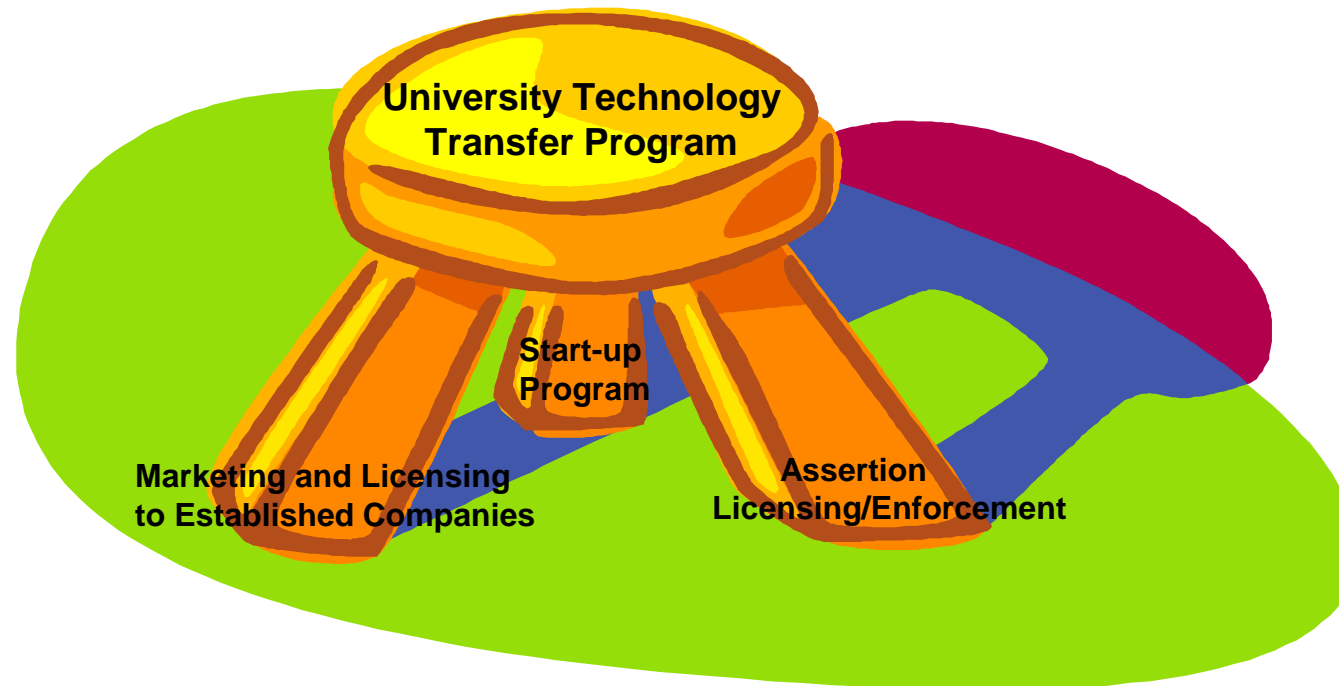 University Technology
Transfer Program
Start-up
Program
Marketing and Licensing
to Established Companies
Assertion
Licensing/Enforcement